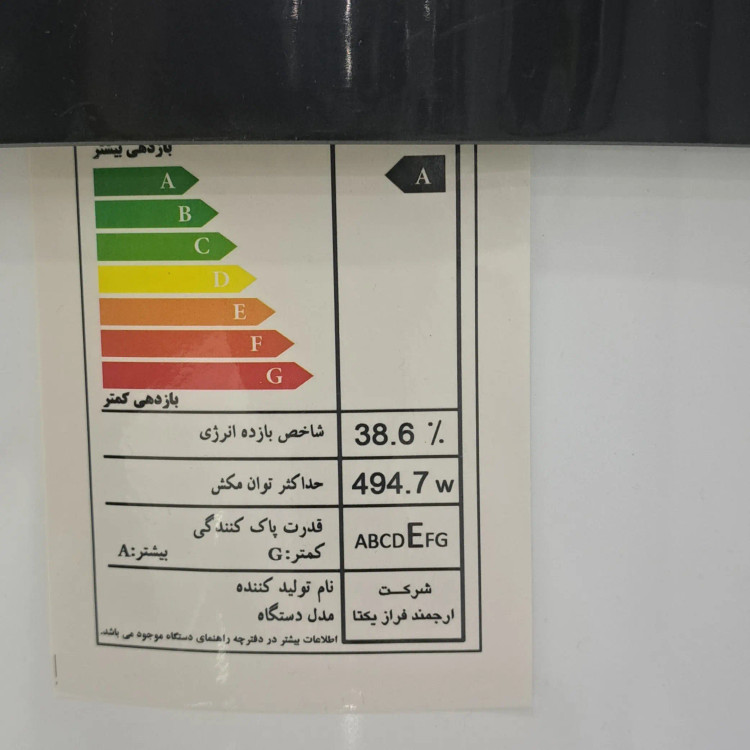 بازدهی بیشتر
A
A
B
C
D
E
F
G
بازدهی کمتر
شاخص بازده انرژی 38.6 ٪
حداکثر توان مکش 494.7 w
قدرت پاک کنندگی
کمتر:G بیشتر:A ABCDEFG
نام تولید کننده شرکت
مدل دستگاه ارجمند فراز یکتا
اطلاعات بیشتر در دفترچه راهنمای دستگاه موجود می باشد.